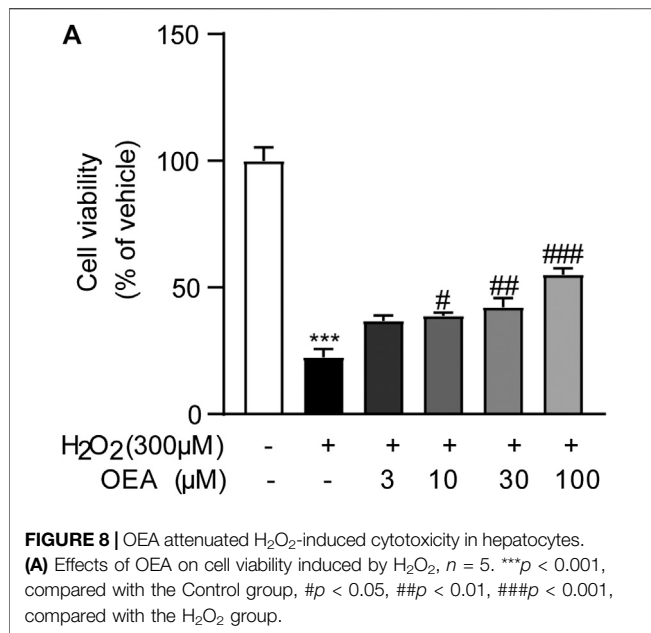 A
150
100
50
0
Cell viability
(% of vehicle)
***
#
##
###
H₂O₂(300µM) - + + + + +
OEA (µM) - - 3 10 30 100
FIGURE 8 | OEA attenuated H₂O₂-induced cytotoxicity in hepatocytes.
(A) Effects of OEA on cell viability induced by H₂O₂, n = 5. ***p < 0.001,
compared with the Control group, #p < 0.05, ##p < 0.01, ###p < 0.001,
compared with the H₂O₂ group.